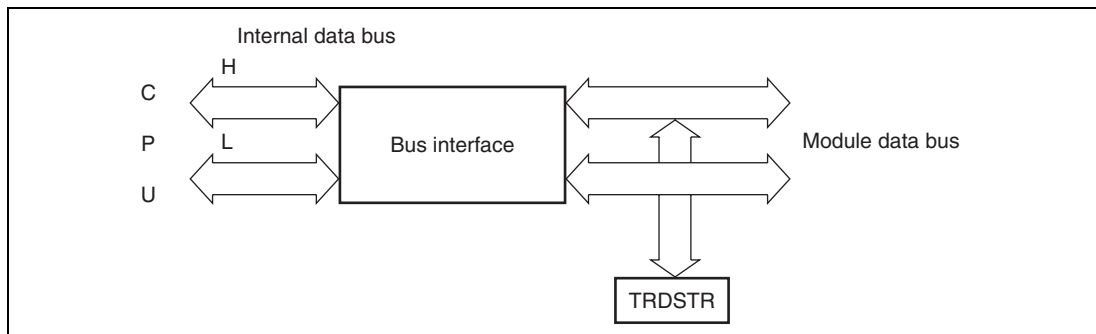 Internal data bus
H
C
P
U
L
Bus interface
Module data bus
TRDSTR